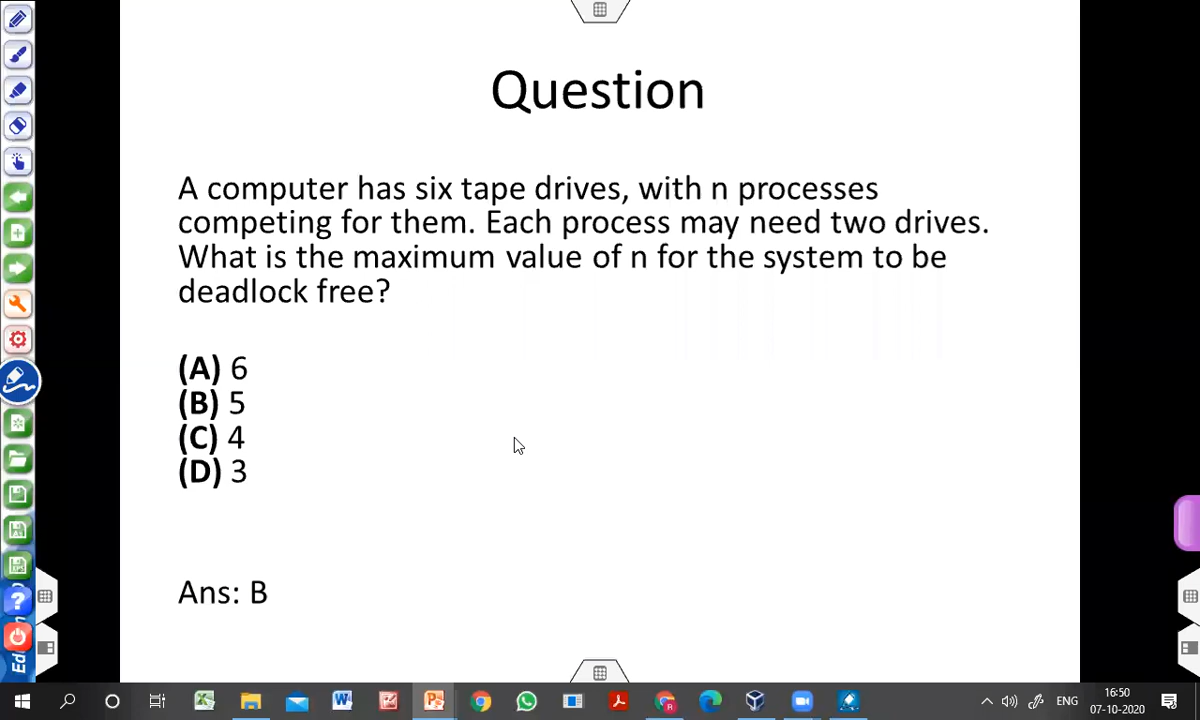 Question
A computer has six tape drives, with n processes
competing for them. Each process may need two drives.
What is the maximum value of n for the system to be
deadlock free?
(A) 6
(B) 5
(C) 4
(D) 3
Ans: B
ENG
16:50
07-10-2020